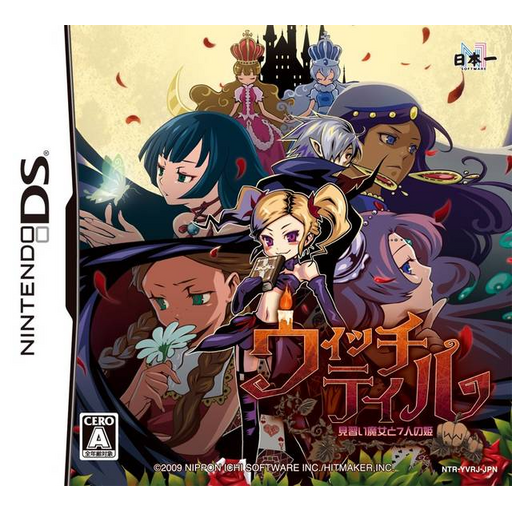 日本一
SOFTWARE
NINTENDO DS
ウィッチ
テイル
見習い魔女と7人の姫
CERO
A
全年齢対象
©2009 NIPPON ICHI SOFTWARE INC./HITMAKER,INC.
NTR-YVRJ-JPN